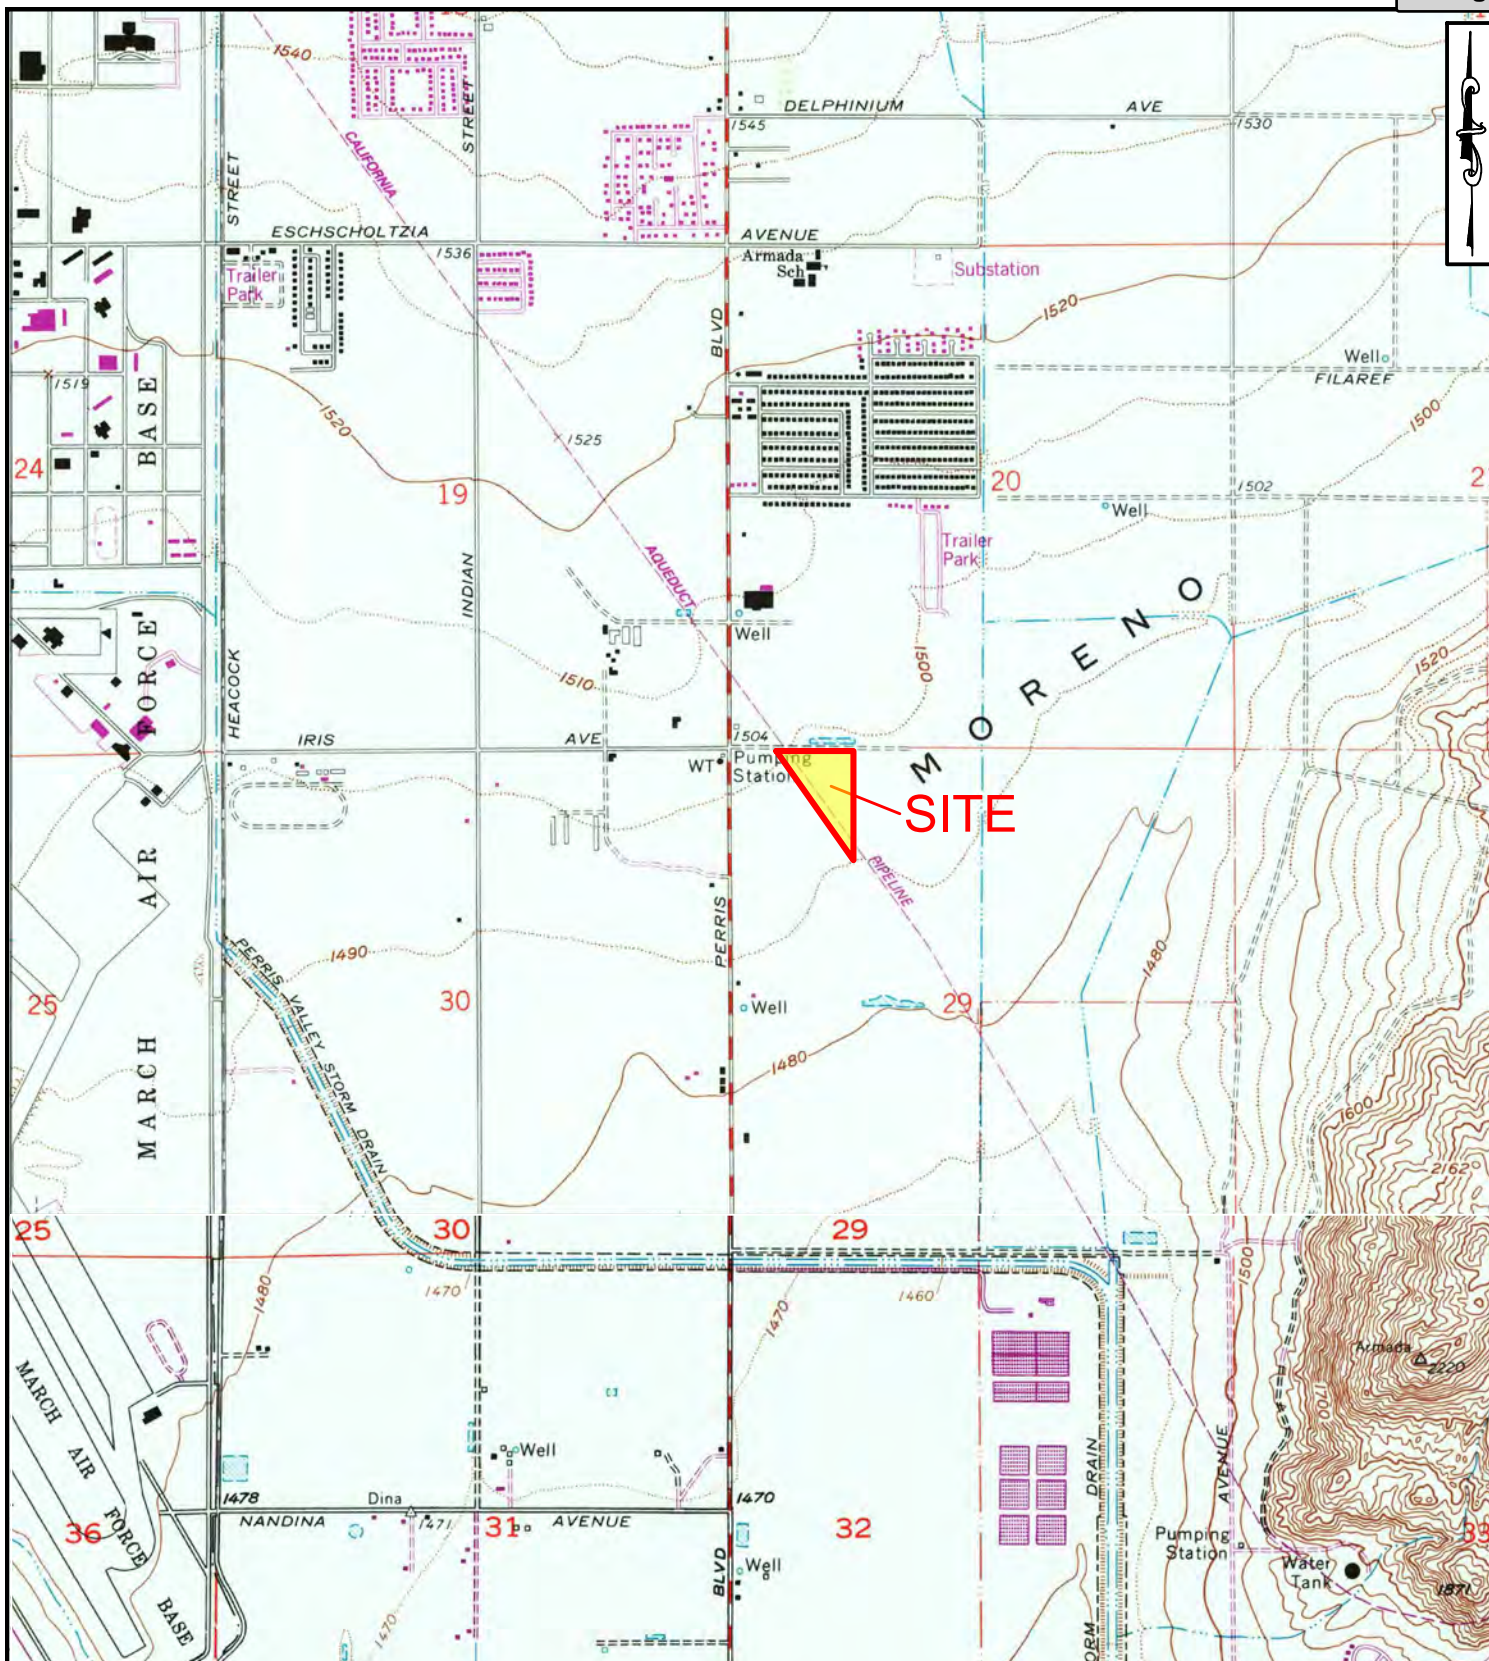 1540
DELPHINIUM AVE
1545
1530
STREET
STREET
CALIFORNIA
ESCHSCHOLTZIA
1536
AVENUE
Armada
Sch
Substation
Trailer
Park
1520
BLVD
Well
FILAREE
1519
BASE
1520
1525
1500
24
19
20
1502
Well
Trailer
Park
AQUEDUCT
INDIAN
MORENO
Well
FORCE
HEACOCK
1510
1500
1520
IRIS AVE
1504
WT
Pumping
Station
SITE
AIR
PIPELINE
PERRIS
1480
PERRIS VALLEY STORM DRAIN
1490
25
30
Well
29
MARCH
1480
1600
2162
25
30
29
1480
1470
1470
1460
1500
Armada
2220
1700
MARCH AIR FORCE BASE
Well
DRAIN
AVENUE
1478
Dina
1471
1470
NANDINA
31
AVENUE
32
36
33
Pumping
Station
Water
Tank
BLVD
Well
1871
1470
ORM